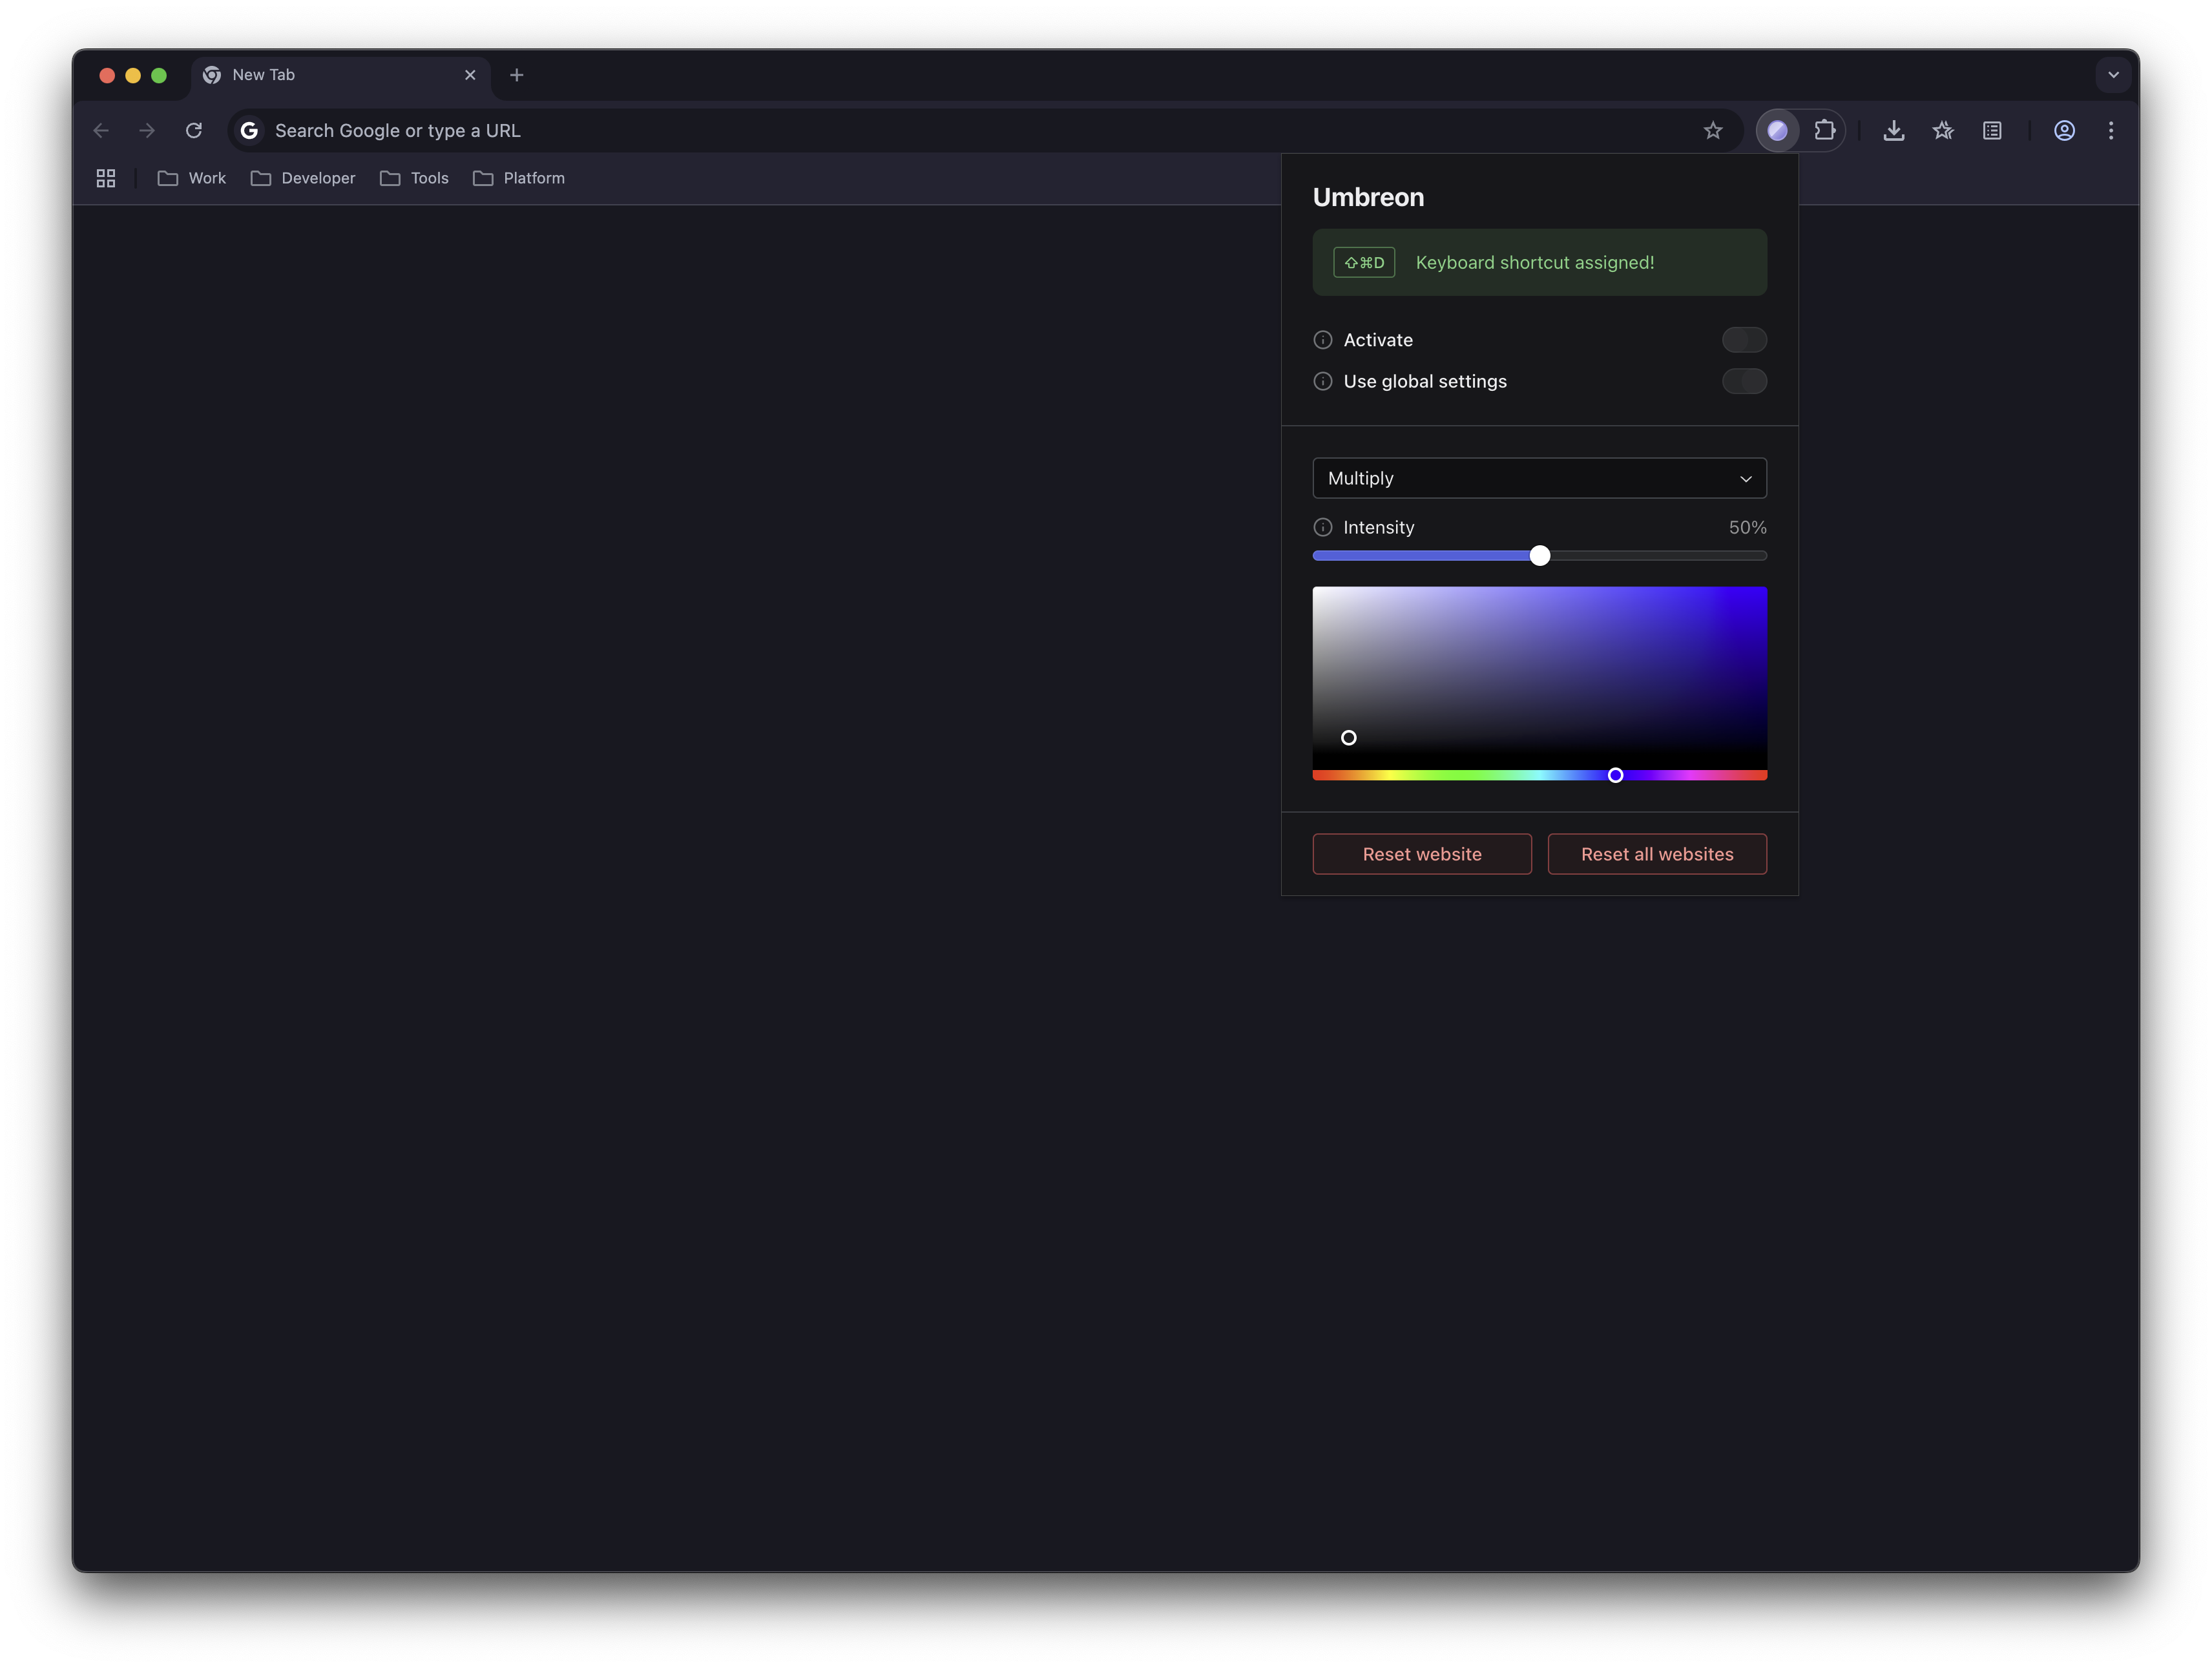 New Tab
Search Google or type a URL
Work Developer Tools Platform
Umbreon
⇧⌘D Keyboard shortcut assigned!
Activate
Use global settings
Multiply
Intensity 50%
Reset website Reset all websites